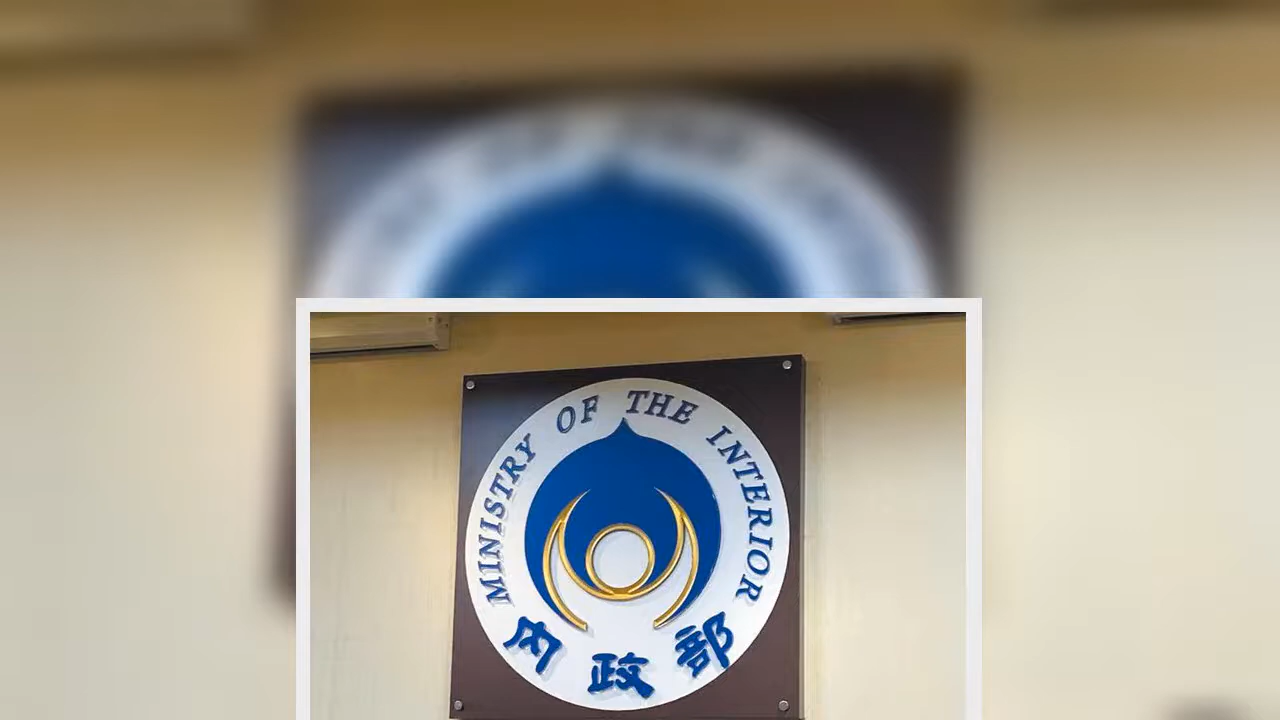 MINISTRY OF THE INTERIOR
內政部